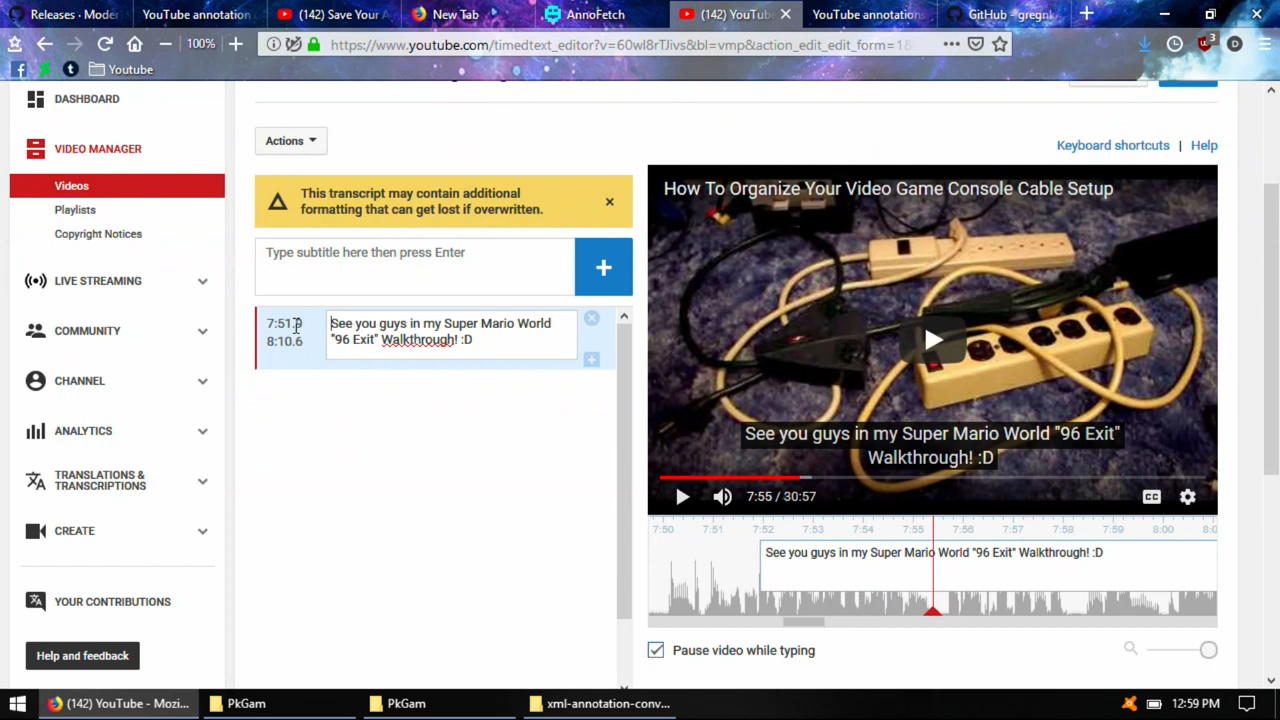 Releases · Moder
YouTube annotation
(142) Save Your A
New Tab
AnnoFetch
(142) YouTub
YouTube annotation
GitHub - gregnk
100%
https://www.youtube.com/timedtext_editor?v=60wl8rTJivs&bl=vmp&action_edit_edit_form=1&
3
D
Youtube
DASHBOARD
VIDEO MANAGER
Videos
Playlists
Copyright Notices
LIVE STREAMING
COMMUNITY
CHANNEL
ANALYTICS
TRANSLATIONS &
TRANSCRIPTIONS
CREATE
YOUR CONTRIBUTIONS
Help and feedback
Actions
Keyboard shortcuts | Help
This transcript may contain additional
formatting that can get lost if overwritten.
Type subtitle here then press Enter
7:51.9
8:10.6
See you guys in my Super Mario World
"96 Exit" Walkthrough! :D
How To Organize Your Video Game Console Cable Setup
See you guys in my Super Mario World "96 Exit"
Walkthrough! :D
7:55 / 30:57
CC
7:50 7:51 7:52 7:53 7:54 7:55 7:56 7:57 7:58 7:59 8:00 8:0
See you guys in my Super Mario World "96 Exit" Walkthrough! :D
Pause video while typing
(142) YouTube - Mozi...
PkGam
PkGam
xml-annotation-conv...
12:59 PM